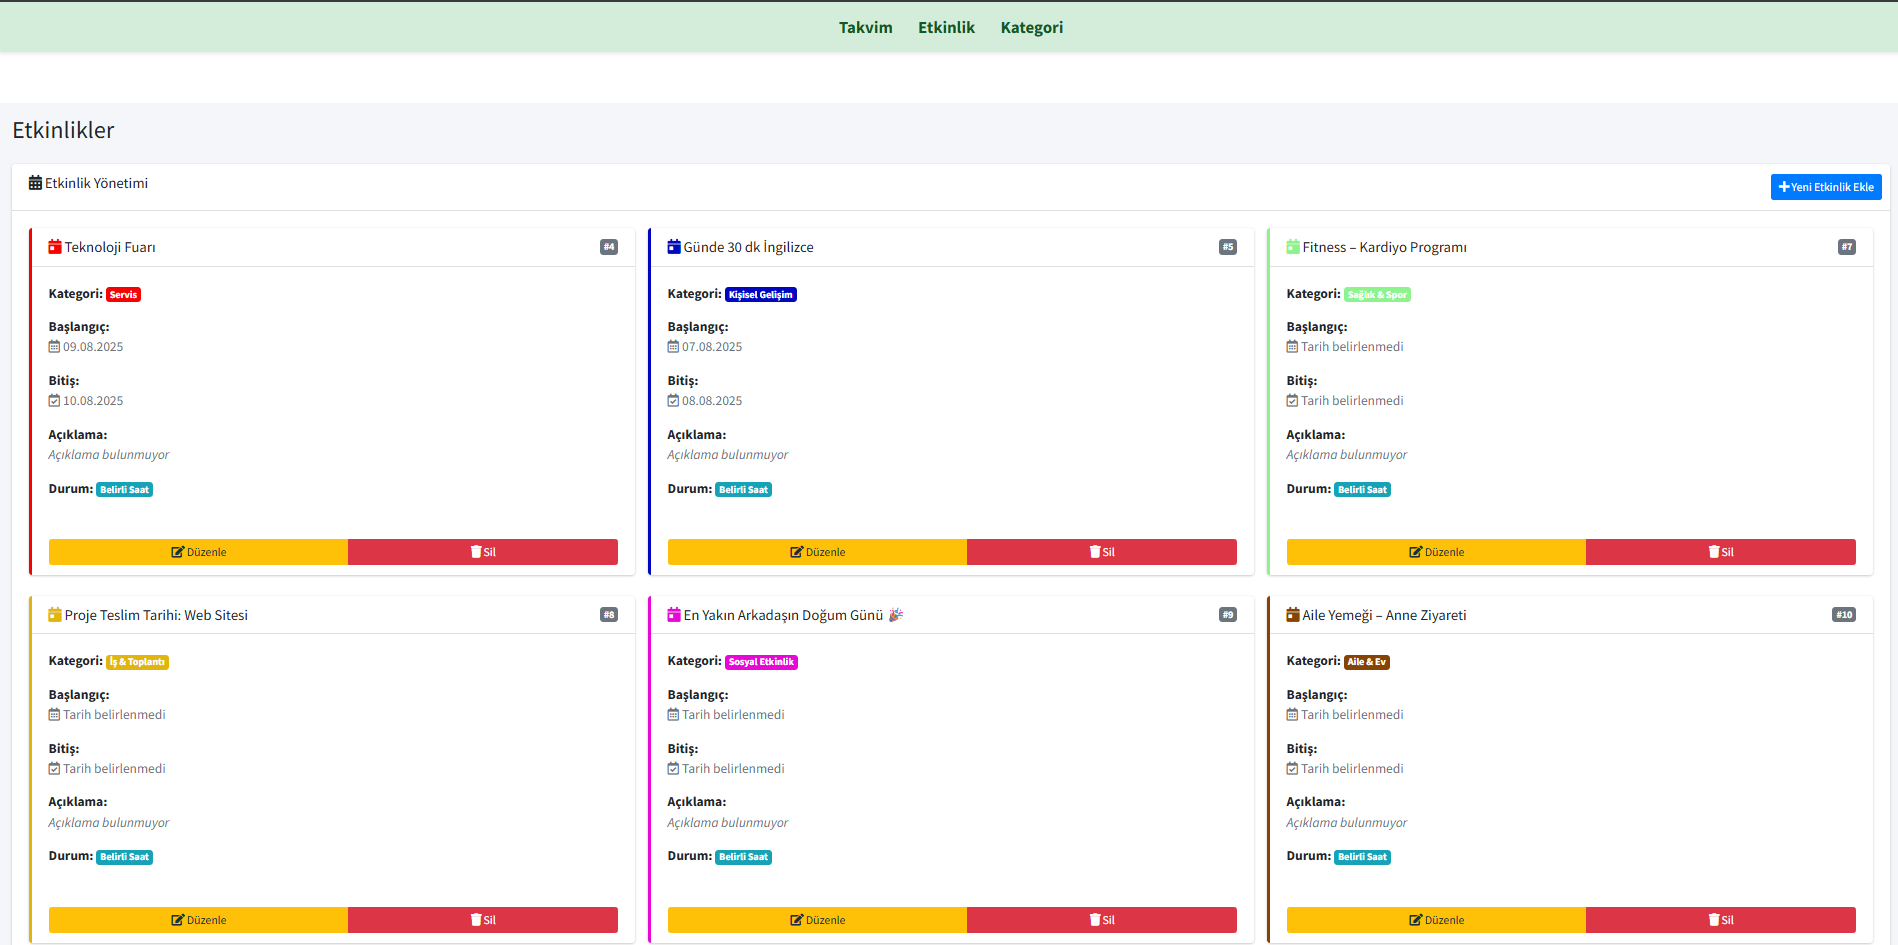 Takvim Etkinlik Kategori
Etkinlikler
Etkinlik Yönetimi
Yeni Etkinlik Ekle
Teknoloji Fuarı #4
Kategori: Servis
Başlangıç:
09.08.2025
Bitiş:
10.08.2025
Açıklama:
Açıklama bulunmuyor
Durum: Belirli Saat
Düzenle Sil
Günde 30 dk İngilizce #5
Kategori: Kişisel Gelişim
Başlangıç:
07.08.2025
Bitiş:
08.08.2025
Açıklama:
Açıklama bulunmuyor
Durum: Belirli Saat
Düzenle Sil
Fitness – Kardiyo Programı #7
Kategori: Sağlık & Spor
Başlangıç:
Tarih belirlenmedi
Bitiş:
Tarih belirlenmedi
Açıklama:
Açıklama bulunmuyor
Durum: Belirli Saat
Düzenle Sil
Proje Teslim Tarihi: Web Sitesi #8
Kategori: İş & Toplantı
Başlangıç:
Tarih belirlenmedi
Bitiş:
Tarih belirlenmedi
Açıklama:
Açıklama bulunmuyor
Durum: Belirli Saat
Düzenle Sil
En Yakın Arkadaşın Doğum Günü 🎉 #9
Kategori: Sosyal Etkinlik
Başlangıç:
Tarih belirlenmedi
Bitiş:
Tarih belirlenmedi
Açıklama:
Açıklama bulunmuyor
Durum: Belirli Saat
Düzenle Sil
Aile Yemeği – Anne Ziyareti #10
Kategori: Aile & Ev
Başlangıç:
Tarih belirlenmedi
Bitiş:
Tarih belirlenmedi
Açıklama:
Açıklama bulunmuyor
Durum: Belirli Saat
Düzenle Sil